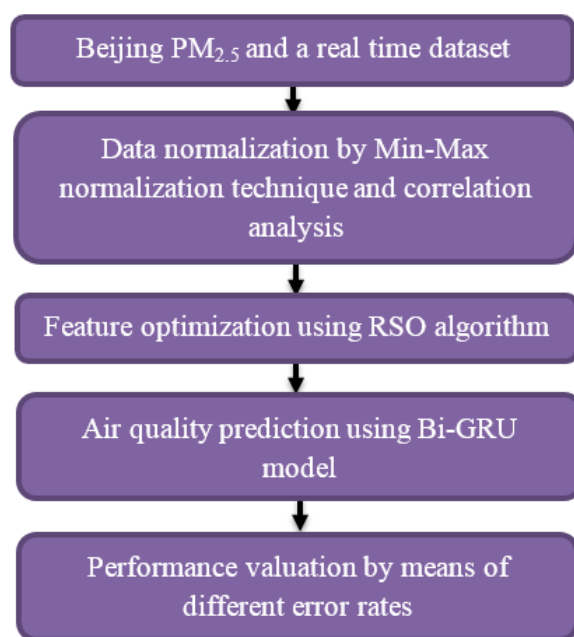 Beijing PM₂.₅ and a real time dataset
Data normalization by Min-Max
normalization technique and correlation
analysis
Feature optimization using RSO algorithm
Air quality prediction using Bi-GRU
model
Performance valuation by means of
different error rates